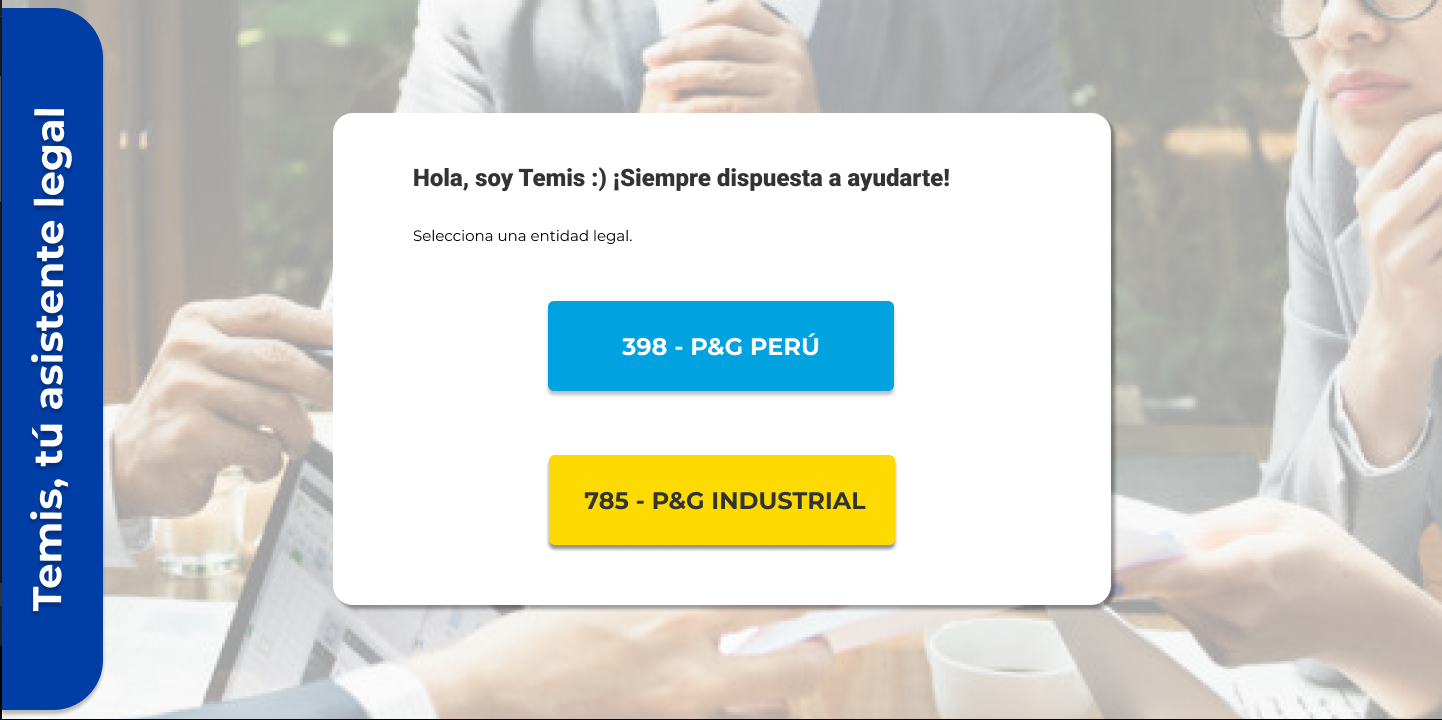 Temis, tú asistente legal
Hola, soy Temis :) ¡Siempre dispuesta a ayudarte!
Selecciona una entidad legal.
398 - P&G PERÚ
785 - P&G INDUSTRIAL